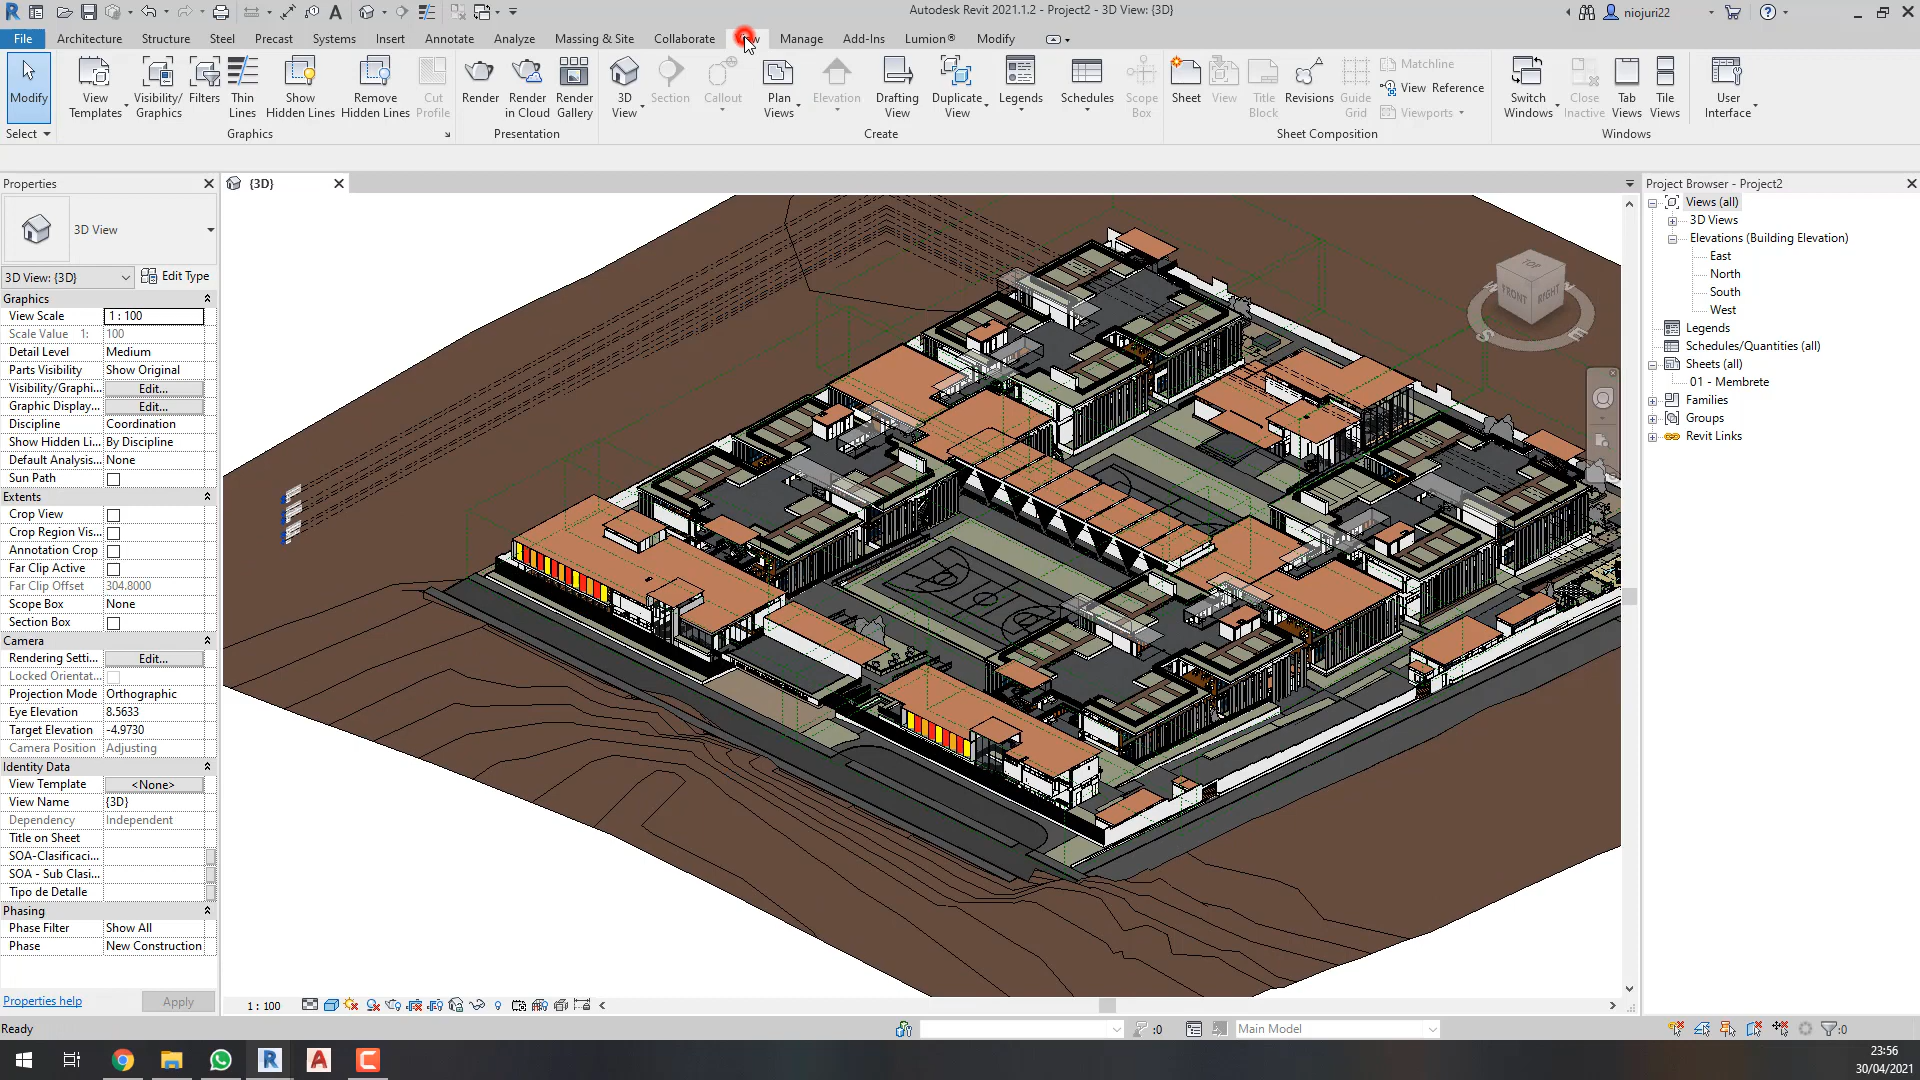 Autodesk Revit 2021.1.2 - Project2 - 3D View: {3D}
niojuri22
File
Architecture
Structure
Steel
Precast
Systems
Insert
Annotate
Analyze
Massing & Site
Collaborate
Manage
Add-Ins
Lumion®
Modify
Modify
View
Templates
Visibility/
Graphics
Filters
Thin
Lines
Show
Hidden Lines
Remove
Hidden Lines
Cut
Profile
Render
Render
in Cloud
Render
Gallery
3D
View
Section
Callout
Plan
Views
Elevation
Drafting
View
Duplicate
View
Legends
Schedules
Scope
Box
Sheet
View
Title
Block
Revisions
Guide
Grid
Matchline
View Reference
Viewports
Switch
Windows
Close
Inactive
Tab
Views
Tile
Views
User
Interface
Select
Graphics
Presentation
Create
Sheet Composition
Windows
Properties
{3D}
Project Browser - Project2
3D View
3D View: {3D}
Edit Type
Graphics
View Scale 1 : 100
Scale Value 1: 100
Detail Level Medium
Parts Visibility Show Original
Visibility/Graphi... Edit...
Graphic Display... Edit...
Discipline Coordination
Show Hidden Li... By Discipline
Default Analysis... None
Sun Path
Extents
Crop View
Crop Region Vis...
Annotation Crop
Far Clip Active
Far Clip Offset 304.8000
Scope Box None
Section Box
Camera
Rendering Setti... Edit...
Locked Orientat...
Projection Mode Orthographic
Eye Elevation 8.5633
Target Elevation -4.9730
Camera Position Adjusting
Identity Data
View Template <None>
View Name {3D}
Dependency Independent
Title on Sheet
SOA-Clasificaci...
SOA - Sub Clasi...
Tipo de Detalle
Phasing
Phase Filter Show All
Phase New Construction
Properties help
Apply
TOP
FRONT
RIGHT
S
E
Views (all)
3D Views
Elevations (Building Elevation)
East
North
South
West
Legends
Schedules/Quantities (all)
Sheets (all)
01 - Membrete
Families
Groups
Revit Links
1 : 100
Ready
:0
Main Model
:0
23:56
30/04/2021